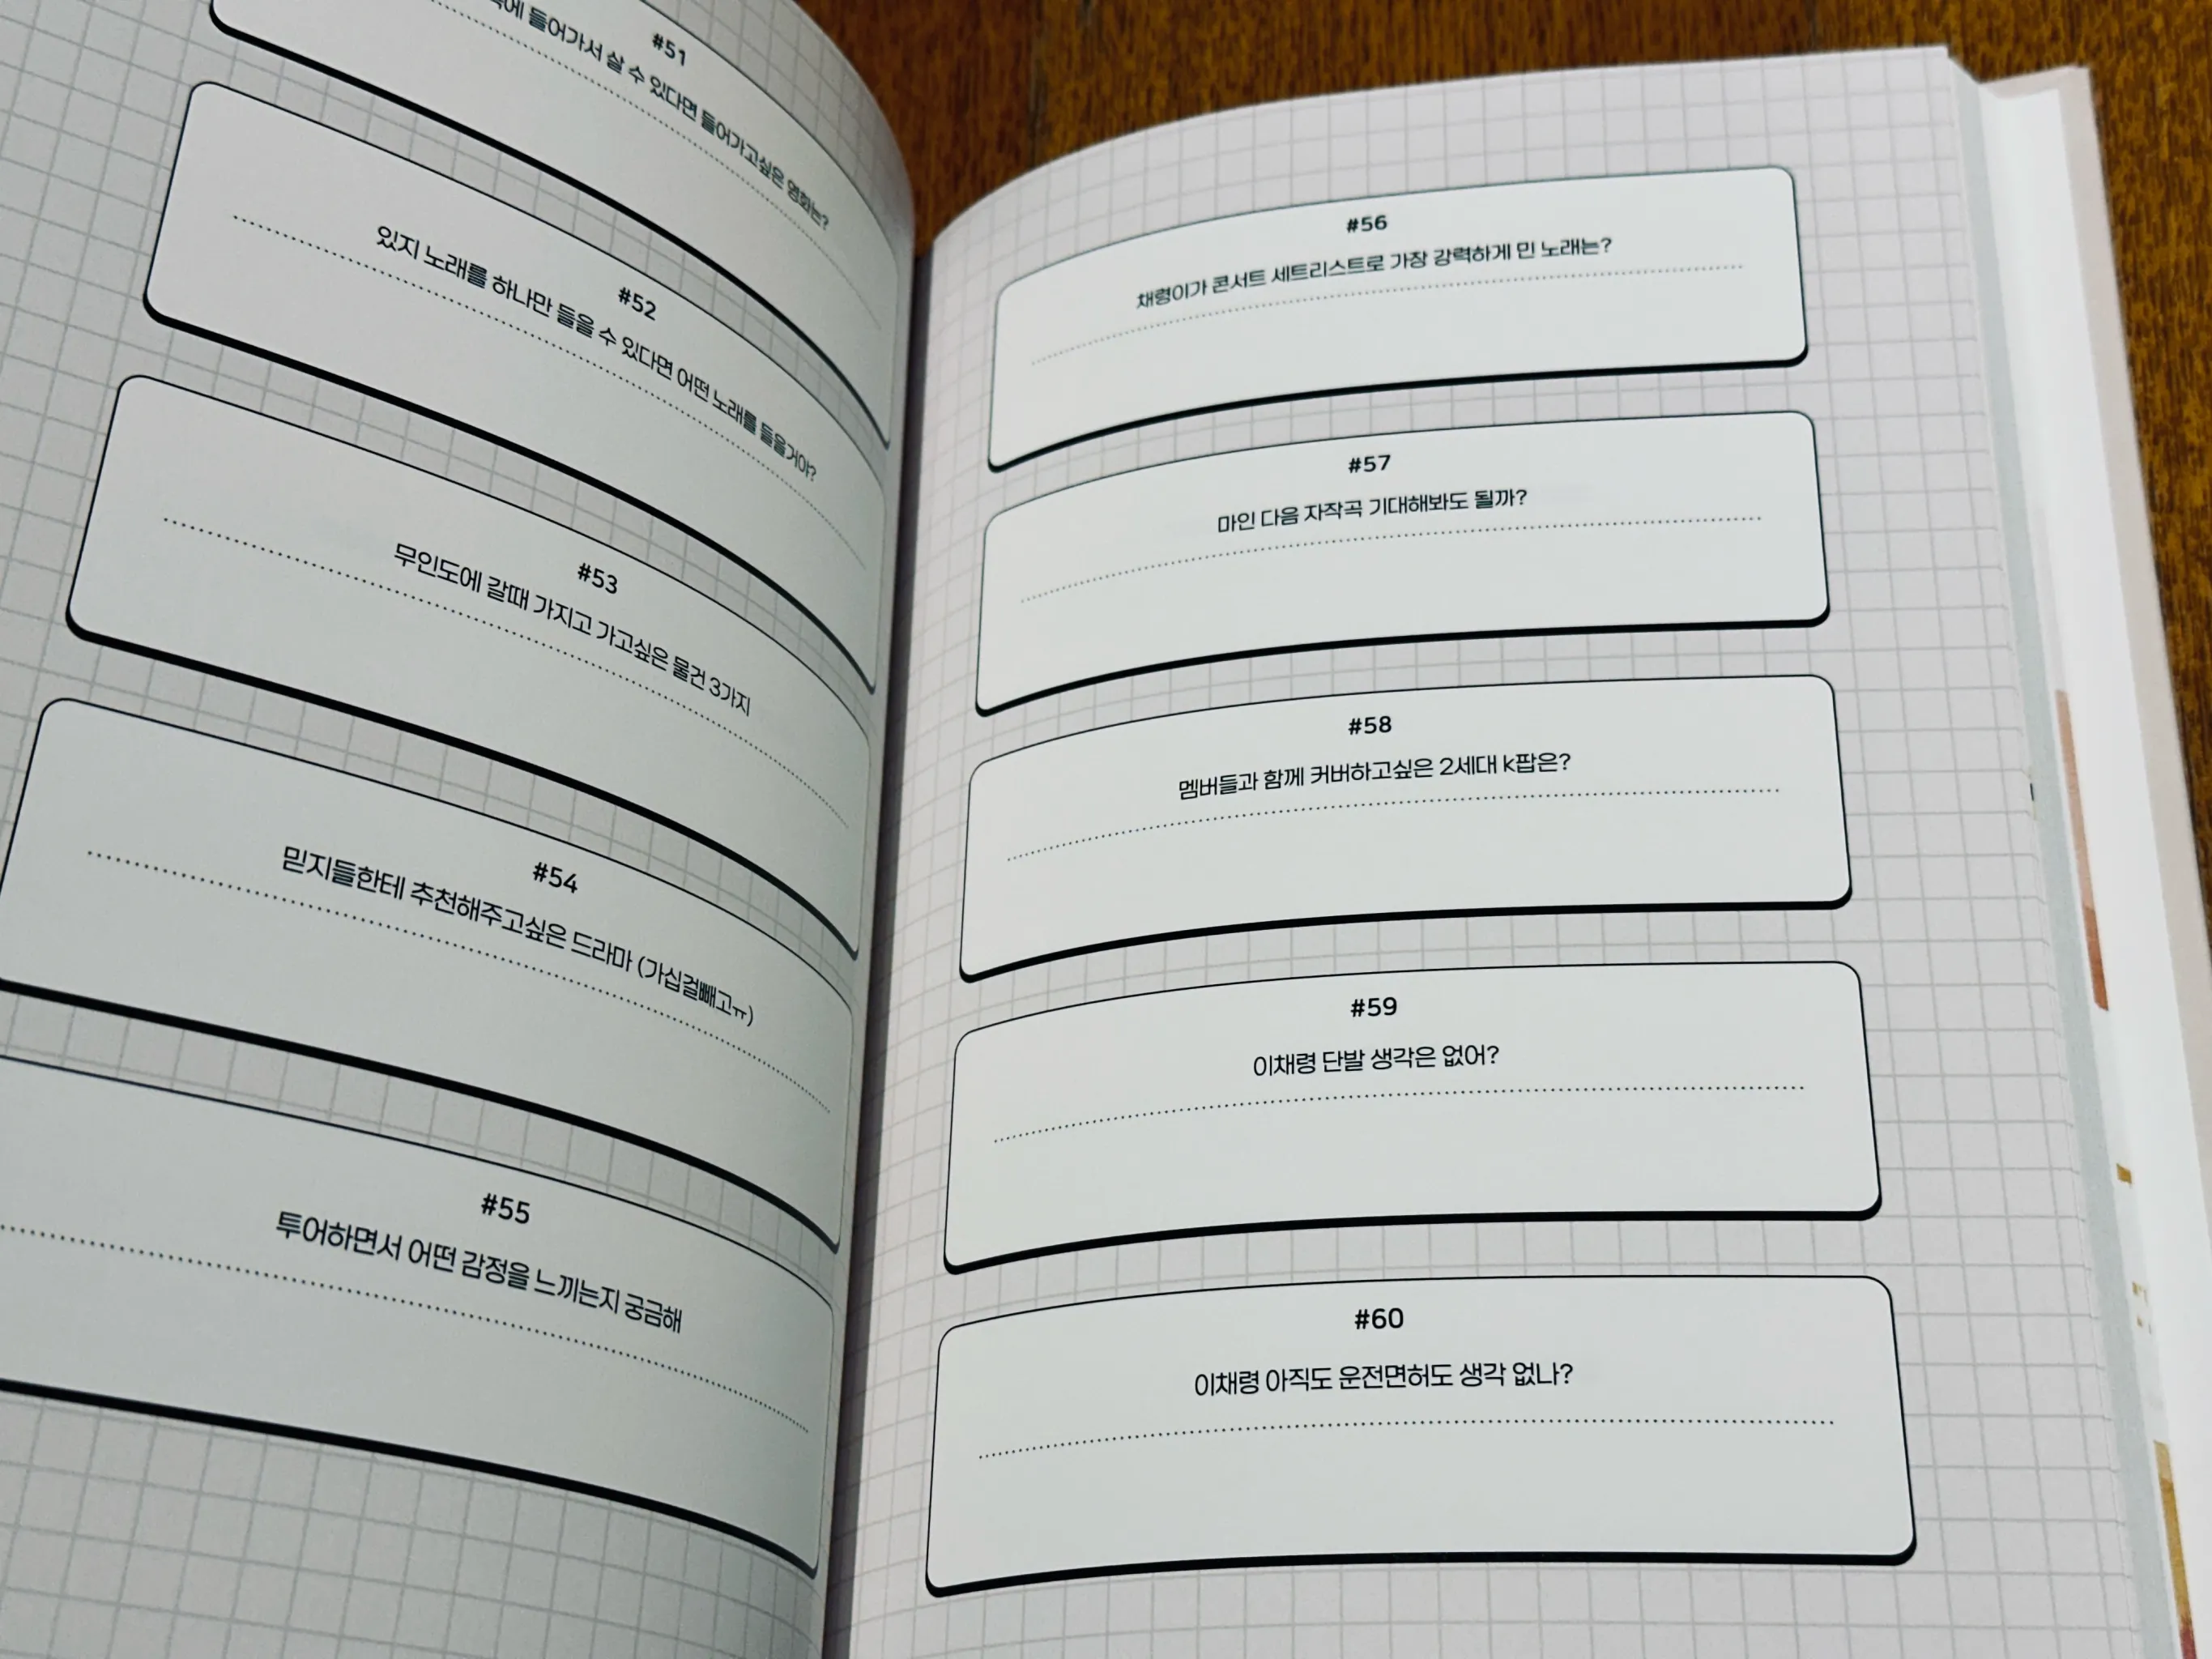 #51
들어가서 살 수 있다면 들어가고싶은 영화는?
#52
있지 노래를 하나만 들을 수 있다면 어떤 노래를 들을거야?
#53
무인도에 갈때 가지고 가고싶은 물건 3가지
#54
믿지들한테 추천해주고싶은 드라마 (가십걸빼고ㅠ)
#55
투어하면서 어떤 감정을 느끼는지 궁금해
#56
채령이가 콘서트 세트리스트로 가장 강력하게 민 노래는?
#57
마인 다음 자작곡 기대해봐도 될까?
#58
멤버들과 함께 커버하고싶은 2세대 k팝은?
#59
이채령 단발 생각은 없어?
#60
이채령 아직도 운전면허도 생각 없나?